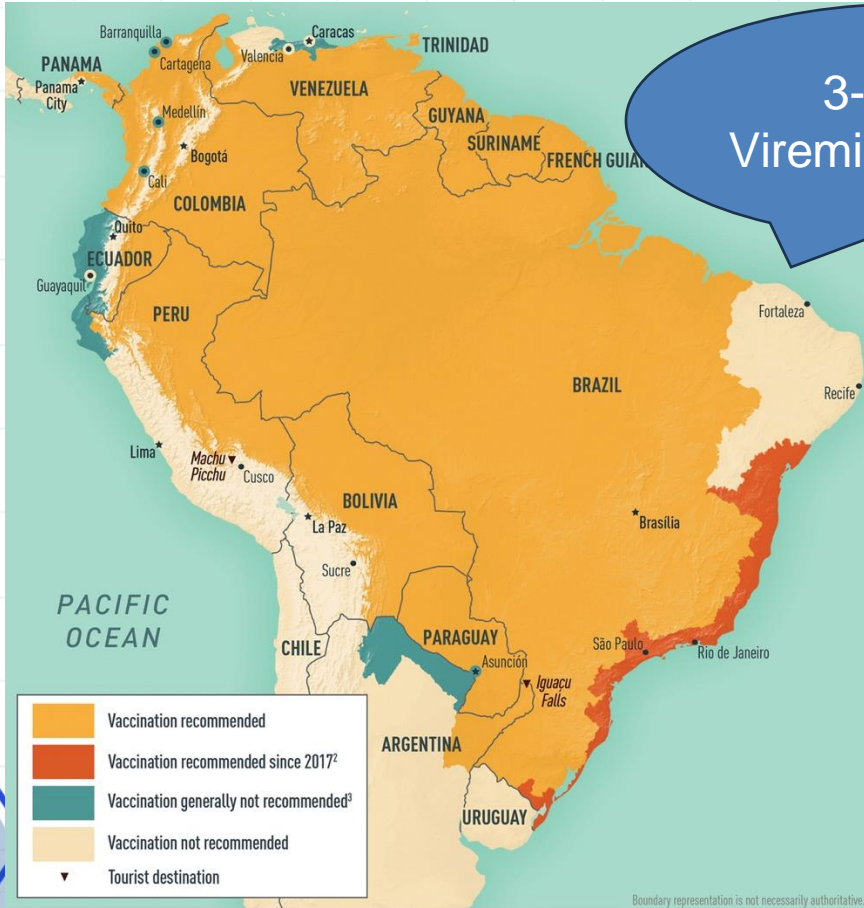 Barranquilla
Caracas
TRINIDAD
PANAMA
Cartagena
Valencia
Panama
City
VENEZUELA
3-
Medellín
GUYANA
SURINAME
Bogotá
FRENCH
Cali
COLOMBIA
Quito
ECUADOR
Guayaquil
PERU
Fortaleza
BRAZIL
Recife
Lima
Machu
Picchu
Cusco
BOLIVIA
La Paz
Brasília
Sucre
PACIFIC
OCEAN
PARAGUAY
CHILE
São Paulo
Rio de Janeiro
Asunción
Iguaçu
Falls
ARGENTINA
URUGUAY
Vaccination recommended
Vaccination recommended since 2017²
Vaccination generally not recommended³
Vaccination not recommended
Tourist destination
Boundary representation is not necessarily authoritative